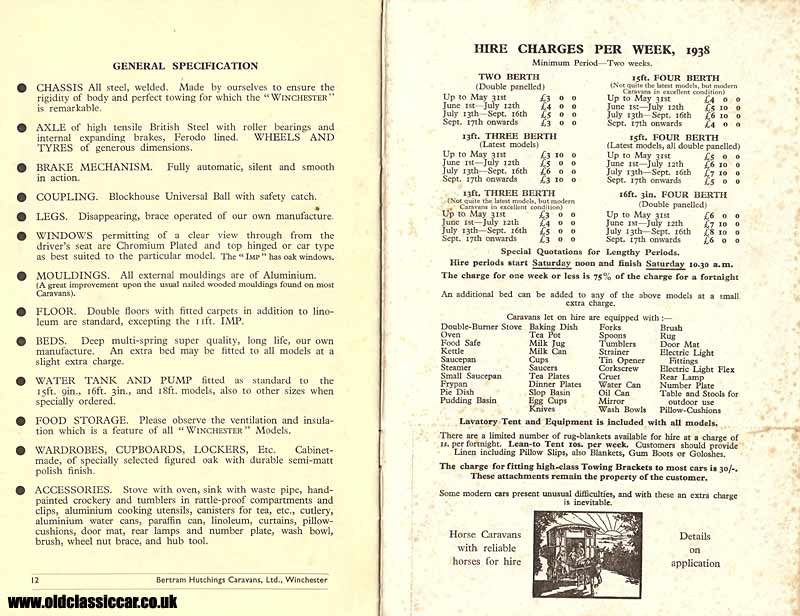 GENERAL SPECIFICATION
CHASSIS All steel, welded. Made by ourselves to ensure the
rigidity of body and perfect towing for which the "WINCHESTER"
is remarkable.
AXLE of high tensile British Steel with roller bearings and
internal expanding brakes, Ferodo lined. WHEELS AND
TYRES of generous dimensions.
BRAKE MECHANISM. Fully automatic, silent and smooth
in action.
COUPLING. Blockhouse Universal Ball with safety catch.
LEGS. Disappearing, brace operated of our own manufacture.
WINDOWS permitting of a clear view through from the
driver's seat are Chromium Plated and top hinged or car type
as best suited to the particular model. The "IMP" has oak windows.
MOULDINGS. All external mouldings are of Aluminium.
(A great improvement upon the usual nailed wooded mouldings found on most
Caravans).
FLOOR. Double floors with fitted carpets in addition to lino-
leum are standard, excepting the 11ft. IMP.
BEDS. Deep multi-spring super quality, long life, our own
manufacture. An extra bed may be fitted to all models at a
slight extra charge.
WATER TANK AND PUMP fitted as standard to the
15ft. 9in., 16ft. 3in., and 18ft. models, also to other sizes when
specially ordered.
FOOD STORAGE. Please observe the ventilation and insula-
tion which is a feature of all "WINCHESTER" Models.
WARDROBES, CUPBOARDS, LOCKERS, Etc. Cabinet-
made, of specially selected figured oak with durable semi-matt
polish finish.
ACCESSORIES. Stove with oven, sink with waste pipe, hand-
painted crockery and tumblers in rattle-proof compartments and
clips, aluminium cooking utensils, canisters for tea, etc., cutlery,
aluminium water cans, paraffin can, linoleum, curtains, pillow-
cushions, door mat, rear lamps and number plate, wash bowl,
brush, wheel nut brace, and hub tool.
12 Bertram Hutchings Caravans, Ltd., Winchester
www.oldclassiccar.co.uk
HIRE CHARGES PER WEEK, 1938
Minimum Period—Two weeks.
TWO BERTH
(Double panelled)
Up to May 31st £3 0 0
June 1st—July 12th £4 0 0
July 13th—Sept. 16th £5 0 0
Sept. 17th onwards £3 0 0
13ft. THREE BERTH
(Latest models)
Up to May 31st £3 10 0
June 1st—July 12th £5 0 0
July 13th—Sept. 16th £6 0 0
Sept. 17th onwards £3 10 0
13ft. THREE BERTH
(Not quite the latest models, but modern
Caravans in excellent condition)
Up to May 31st £3 0 0
June 1st—July 12th £4 0 0
July 13th—Sept. 16th £5 0 0
Sept. 17th onwards £3 0 0
15ft. FOUR BERTH
(Not quite the latest models, but modern
Caravans in excellent condition)
Up to May 31st £4 0 0
June 1st—July 12th £5 10 0
July 13th—Sept. 16th £6 10 0
Sept. 17th onwards £4 0 0
15ft. FOUR BERTH
(Latest models, all double panelled)
Up to May 31st £5 0 0
June 1st—July 12th £6 10 0
July 13th—Sept. 16th £7 10 0
Sept. 17th onwards £5 0 0
16ft. 3in. FOUR BERTH
(Double panelled)
Up to May 31st £6 0 0
June 1st—July 12th £7 10 0
July 13th—Sept. 16th £8 10 0
Sept. 17th onwards £6 0 0
Special Quotations for Lengthy Periods.
Hire periods start Saturday noon and finish Saturday 10.30 a.m.
The charge for one week or less is 75% of the charge for a fortnight
An additional bed can be added to any of the above models at a small
extra charge.
Caravans let on hire are equipped with :—
Double-Burner Stove
Oven
Food Safe
Kettle
Saucepan
Steamer
Small Saucepan
Frypan
Pie Dish
Pudding Basin
Baking Dish
Tea Pot
Milk Jug
Milk Can
Cups
Saucers
Tea Plates
Dinner Plates
Slop Basin
Egg Cups
Knives
Forks
Spoons
Tumblers
Strainer
Tin Opener
Corkscrew
Cruet
Water Can
Oil Can
Mirror
Wash Bowls
Brush
Rug
Door Mat
Electric Light
Fittings
Electric Light Flex
Rear Lamp
Number Plate
Table and Stools for
outdoor use
Pillow-Cushions
Lavatory Tent and Equipment is included with all models.
There are a limited number of rug-blankets available for hire at a charge of
1s. per fortnight. Lean-to Tent 10s. per week. Customers should provide
Linen including Pillow Slips, also Blankets, Gum Boots or Goloshes.
The charge for fitting high-class Towing Brackets to most cars is 30/-.
These attachments remain the property of the customer.
Some modern cars present unusual difficulties, and with these an extra charge
is inevitable.
Horse Caravans
with reliable
horses for hire
Details
on
application